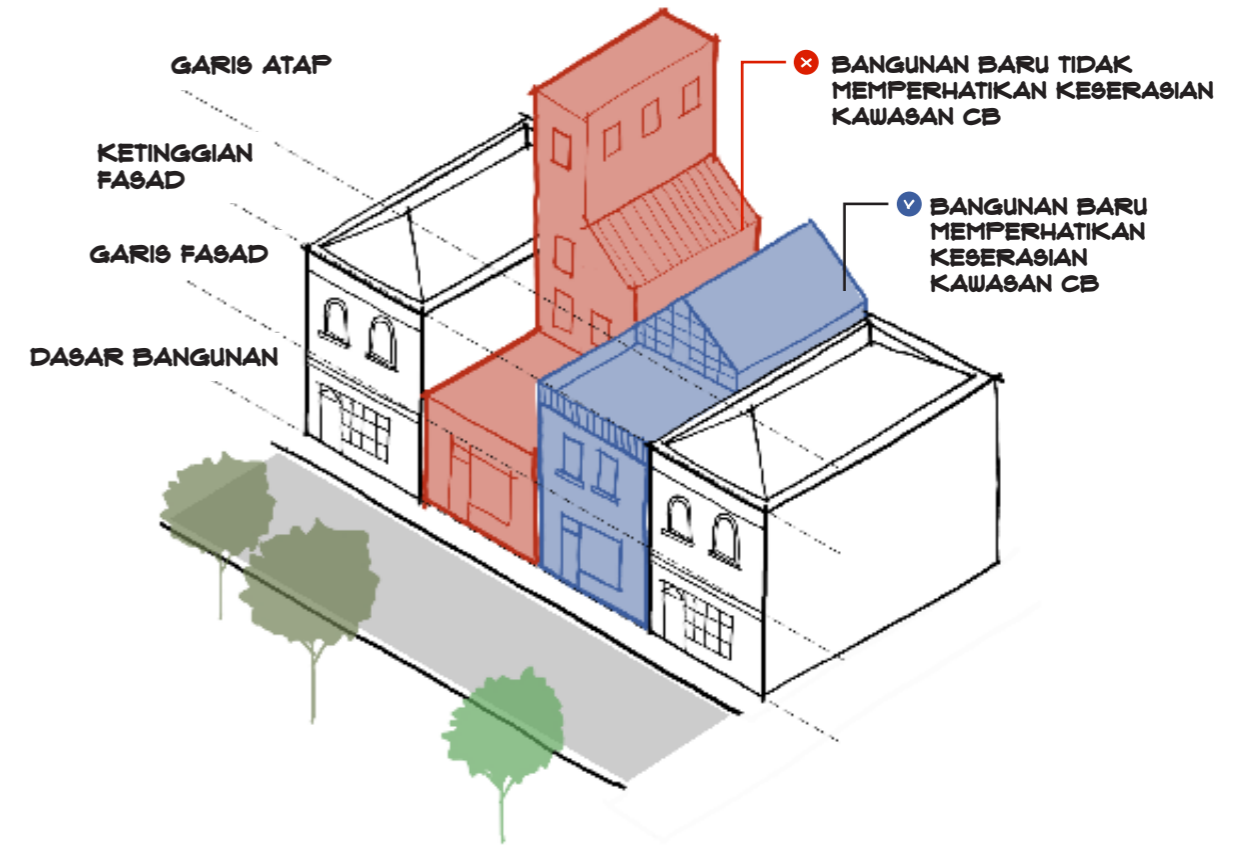 GARIS ATAP
KETINGGIAN
FASAD
GARIS FASAD
DASAR BANGUNAN
BANGUNAN BARU TIDAK
MEMPERHATIKAN KESERASIAN
KAWASAN CB
BANGUNAN BARU
MEMPERHATIKAN
KESERASIAN
KAWASAN CB